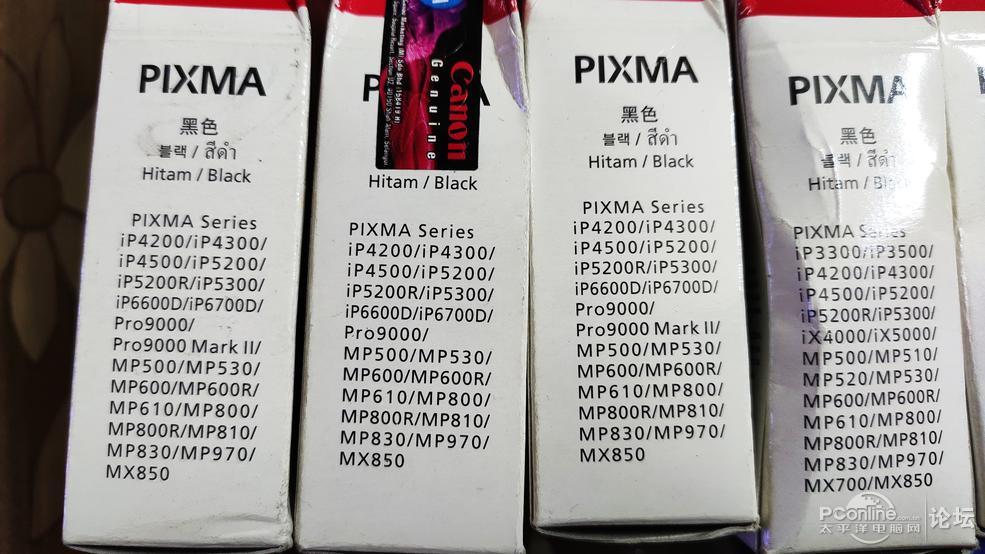 PIXMA
黑色
블랙 / สีดำ
Hitam / Black
PIXMA Series
iP4200/iP4300/
iP4500/iP5200/
iP5200R/iP5300/
iP6600D/iP6700D/
Pro9000/
Pro9000 Mark II/
MP500/MP530/
MP600/MP600R/
MP610/MP800/
MP800R/MP810/
MP830/MP970/
MX850
Canon
Genuine
Hitam / Black
PIXMA Series
iP4200/iP4300/
iP4500/iP5200/
iP5200R/iP5300/
iP6600D/iP6700D/
Pro9000/
MP500/MP530/
MP600/MP600R/
MP610/MP800/
MP800R/MP810/
MP830/MP970/
MX850
PIXMA
黑色
블랙 / สีดำ
Hitam / Black
PIXMA Series
iP4200/iP4300/
iP4500/iP5200/
iP5200R/iP5300/
iP6600D/iP6700D/
Pro9000/
Pro9000 Mark II/
MP500/MP530/
MP600/MP600R/
MP610/MP800/
MP800R/MP810/
MP830/MP970/
MX850
PIXMA
黑色
블랙 / สีดำ
Hitam / Black
PIXMA Series
iP3300/iP3500/
iP4200/iP4300/
iP4500/iP5200/
iP5200R/iP5300/
iX4000/iX5000/
MP500/MP510/
MP520/MP530/
MP600/MP600R/
MP610/MP800/
MP800R/MP810/
MP830/MP970/
MX700/MX850
PConline.com.cn
太平洋电脑网
论坛